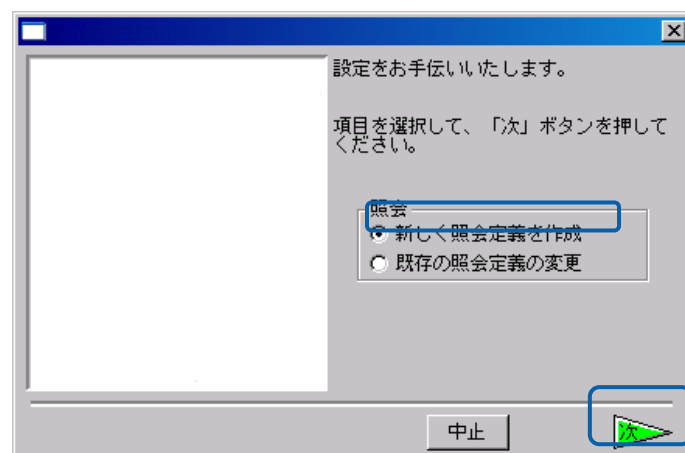 設定をお手伝いいたします。
項目を選択して、「次」ボタンを押して
ください。
照会
新しく照会定義を作成
既存の照会定義の変更
中止
次